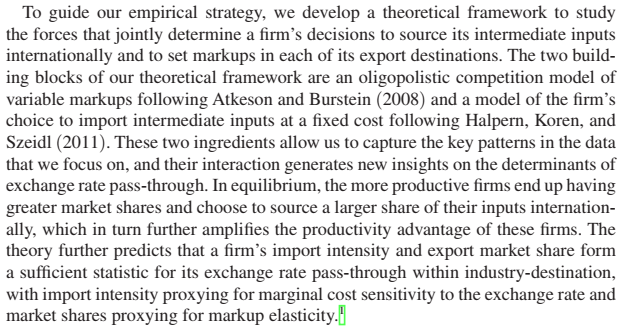 To guide our empirical strategy, we develop a theoretical framework to study
the forces that jointly determine a firm's decisions to source its intermediate inputs
internationally and to set markups in each of its export destinations. The two build-
ing blocks of our theoretical framework are an oligopolistic competition model of
variable markups following Atkeson and Burstein (2008) and a model of the firm's
choice to import intermediate inputs at a fixed cost following Halpern, Koren, and
Szeidl (2011). These two ingredients allow us to capture the key patterns in the data
that we focus on, and their interaction generates new insights on the determinants of
exchange rate pass-through. In equilibrium, the more productive firms end up having
greater market shares and choose to source a larger share of their inputs internation-
ally, which in turn further amplifies the productivity advantage of these firms. The
theory further predicts that a firm's import intensity and export market share form
a sufficient statistic for its exchange rate pass-through within industry-destination,
with import intensity proxying for marginal cost sensitivity to the exchange rate and
market shares proxying for markup elasticity.1